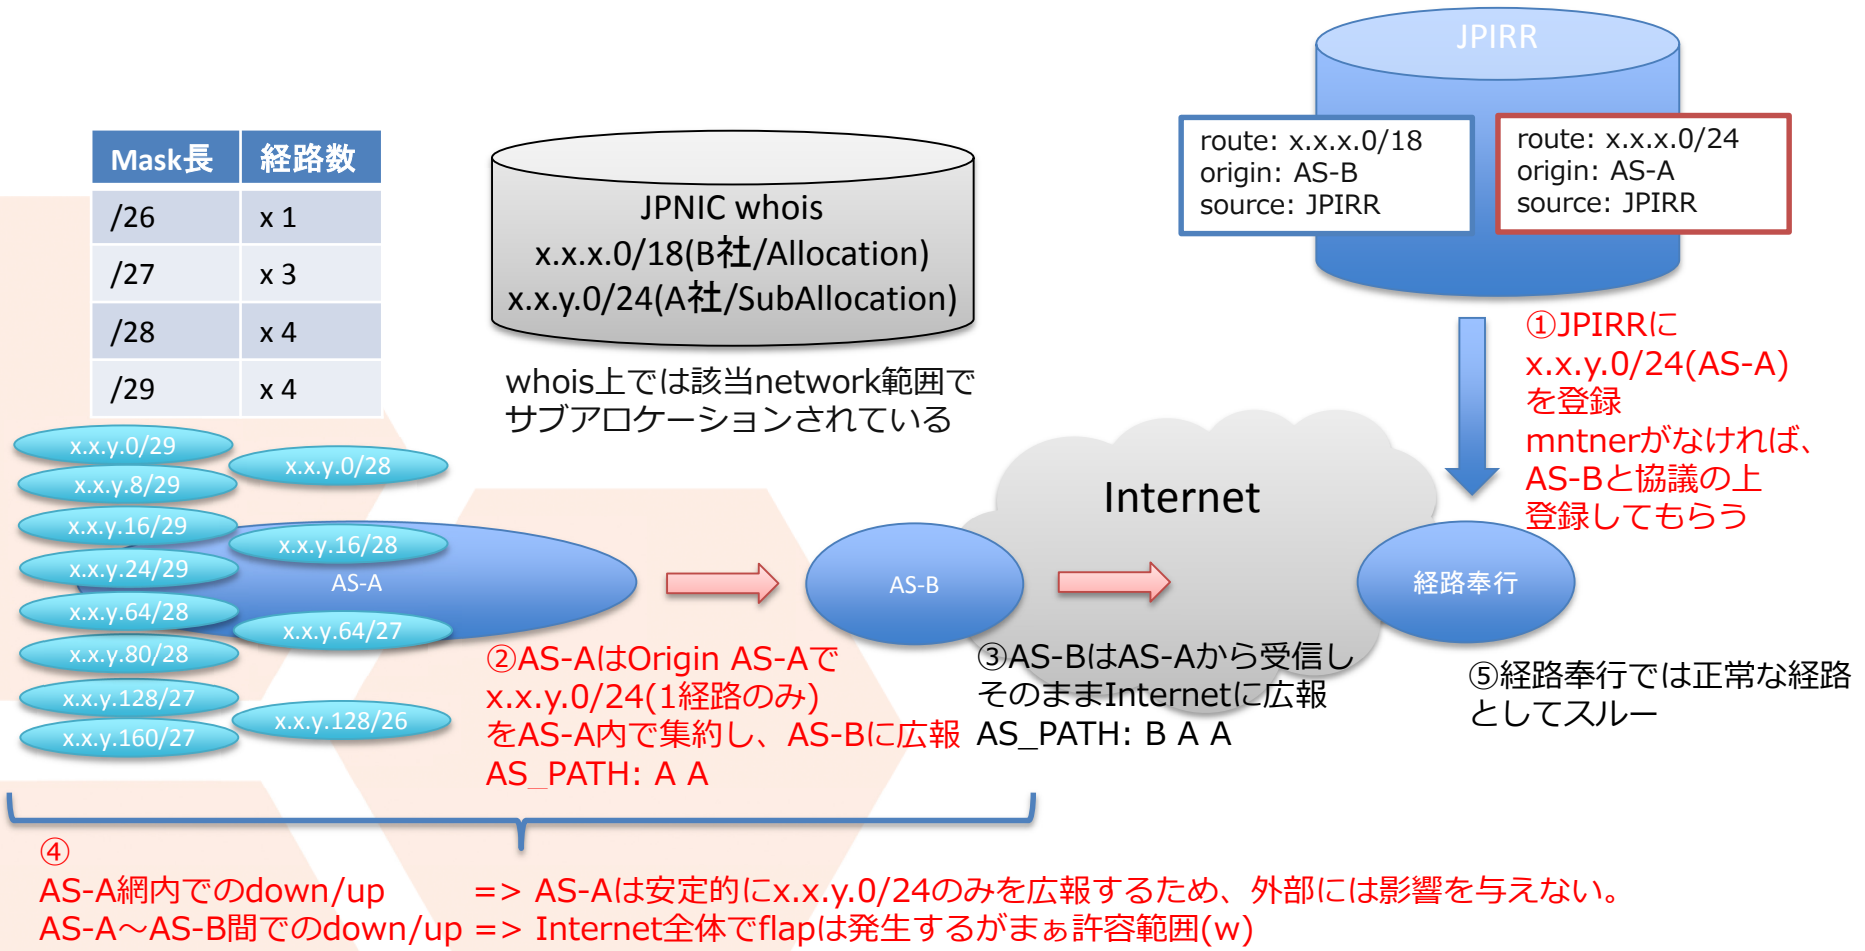 JPIRR
route: x.x.x.0/18
origin: AS-B
source: JPIRR
route: x.x.x.0/24
origin: AS-A
source: JPIRR
Mask長 経路数
/26 x 1
/27 x 3
/28 x 4
/29 x 4
JPNIC whois
x.x.x.0/18(B社/Allocation)
x.x.y.0/24(A社/SubAllocation)
whois上では該当network範囲で
サブアロケーションされている
①JPIRRに
x.x.y.0/24(AS-A)
を登録
mntnerがなければ、
AS-Bと協議の上
登録してもらう
x.x.y.0/29
x.x.y.8/29
x.x.y.16/29
x.x.y.24/29
x.x.y.64/28
x.x.y.80/28
x.x.y.128/27
x.x.y.160/27
x.x.y.0/28
x.x.y.16/28
x.x.y.64/27
x.x.y.128/26
AS-A
AS-B
Internet
経路奉行
②AS-AはOrigin AS-Aで
x.x.y.0/24(1経路のみ)
をAS-A内で集約し、AS-Bに広報
AS_PATH: A A
③AS-BはAS-Aから受信し
そのままInternetに広報
AS_PATH: B A A
⑤経路奉行では正常な経路
としてスルー
④
AS-A網内でのdown/up => AS-Aは安定的にx.x.y.0/24のみを広報するため、外部には影響を与えない。
AS-A～AS-B間でのdown/up => Internet全体でflapは発生するがまぁ許容範囲(w)